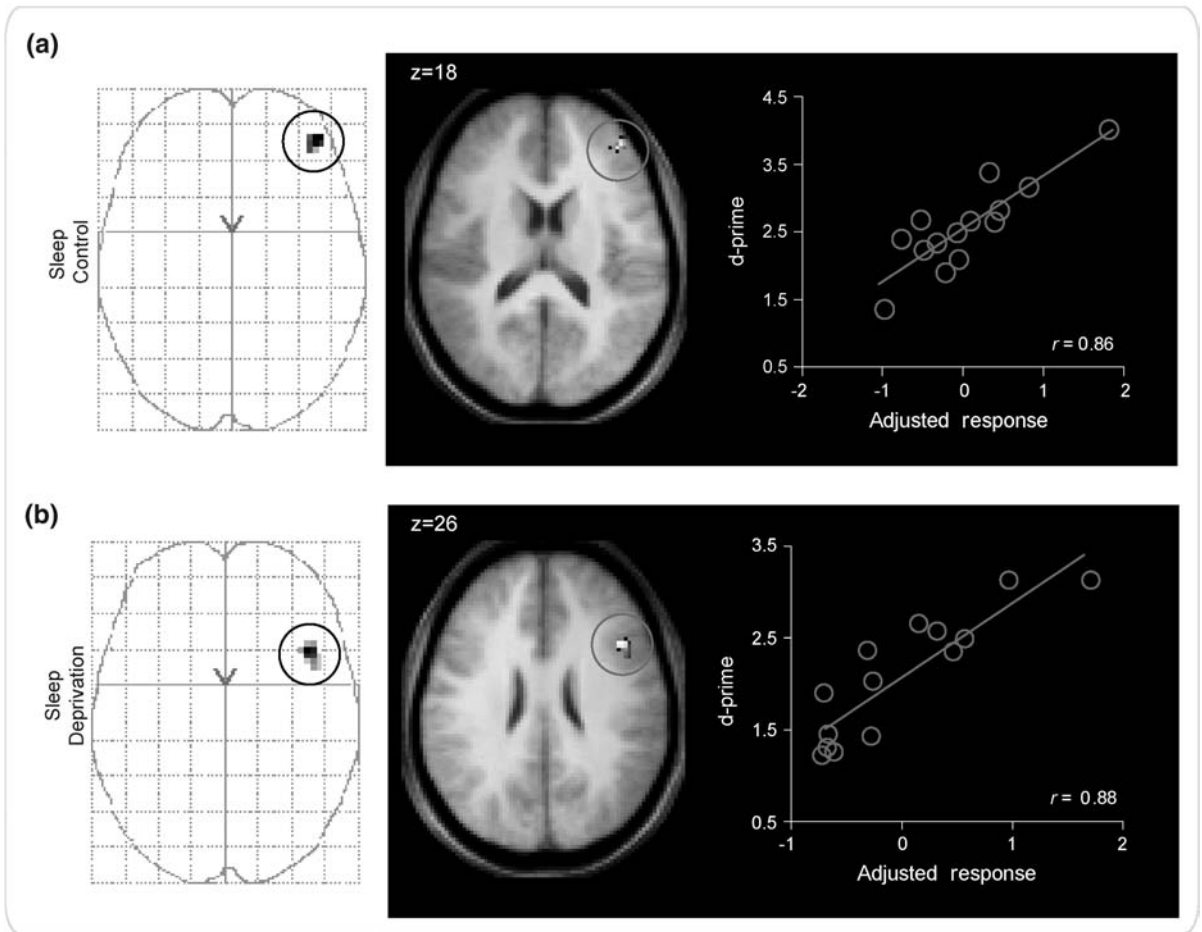 (a)
Sleep
Control
z=18
4.5
3.5
2.5
1.5
0.5
d-prime
-2
-1
0
1
2
Adjusted response
r = 0.86
(b)
Sleep
Deprivation
z=26
3.5
2.5
1.5
0.5
d-prime
-1
0
1
2
Adjusted response
r = 0.88